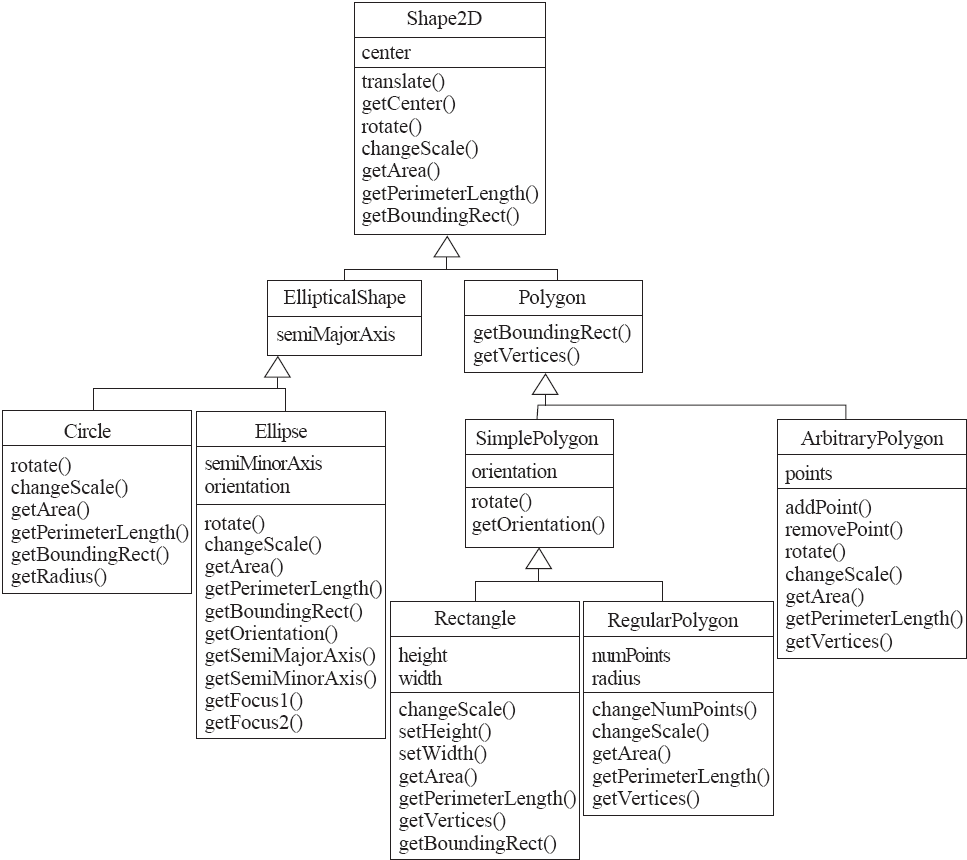 Shape2D
center
translate()
getCenter()
rotate()
changeScale()
getArea()
getPerimeterLength()
getBoundingRect()
EllipticalShape
semiMajorAxis
Polygon
getBoundingRect()
getVertices()
Circle
rotate()
changeScale()
getArea()
getPerimeterLength()
getBoundingRect()
getRadius()
Ellipse
semiMinorAxis
orientation
rotate()
changeScale()
getArea()
getPerimeterLength()
getBoundingRect()
getOrientation()
getSemiMajorAxis()
getSemiMinorAxis()
getFocus1()
getFocus2()
SimplePolygon
orientation
rotate()
getOrientation()
ArbitraryPolygon
points
addPoint()
removePoint()
rotate()
changeScale()
getArea()
getPerimeterLength()
getVertices()
Rectangle
height
width
changeScale()
setHeight()
setWidth()
getArea()
getPerimeterLength()
getVertices()
getBoundingRect()
RegularPolygon
numPoints
radius
changeNumPoints()
changeScale()
getArea()
getPerimeterLength()
getVertices()